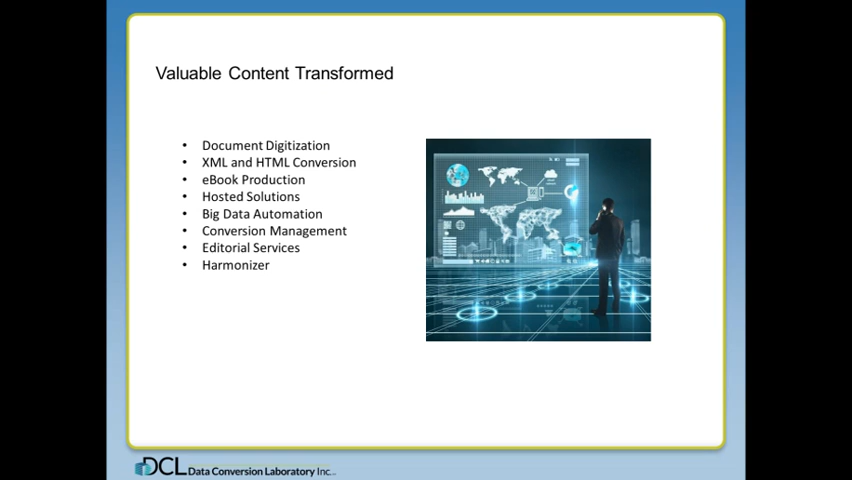 Valuable Content Transformed
• Document Digitization
• XML and HTML Conversion
• eBook Production
• Hosted Solutions
• Big Data Automation
• Conversion Management
• Editorial Services
• Harmonizer
DCL Data Conversion Laboratory Inc.